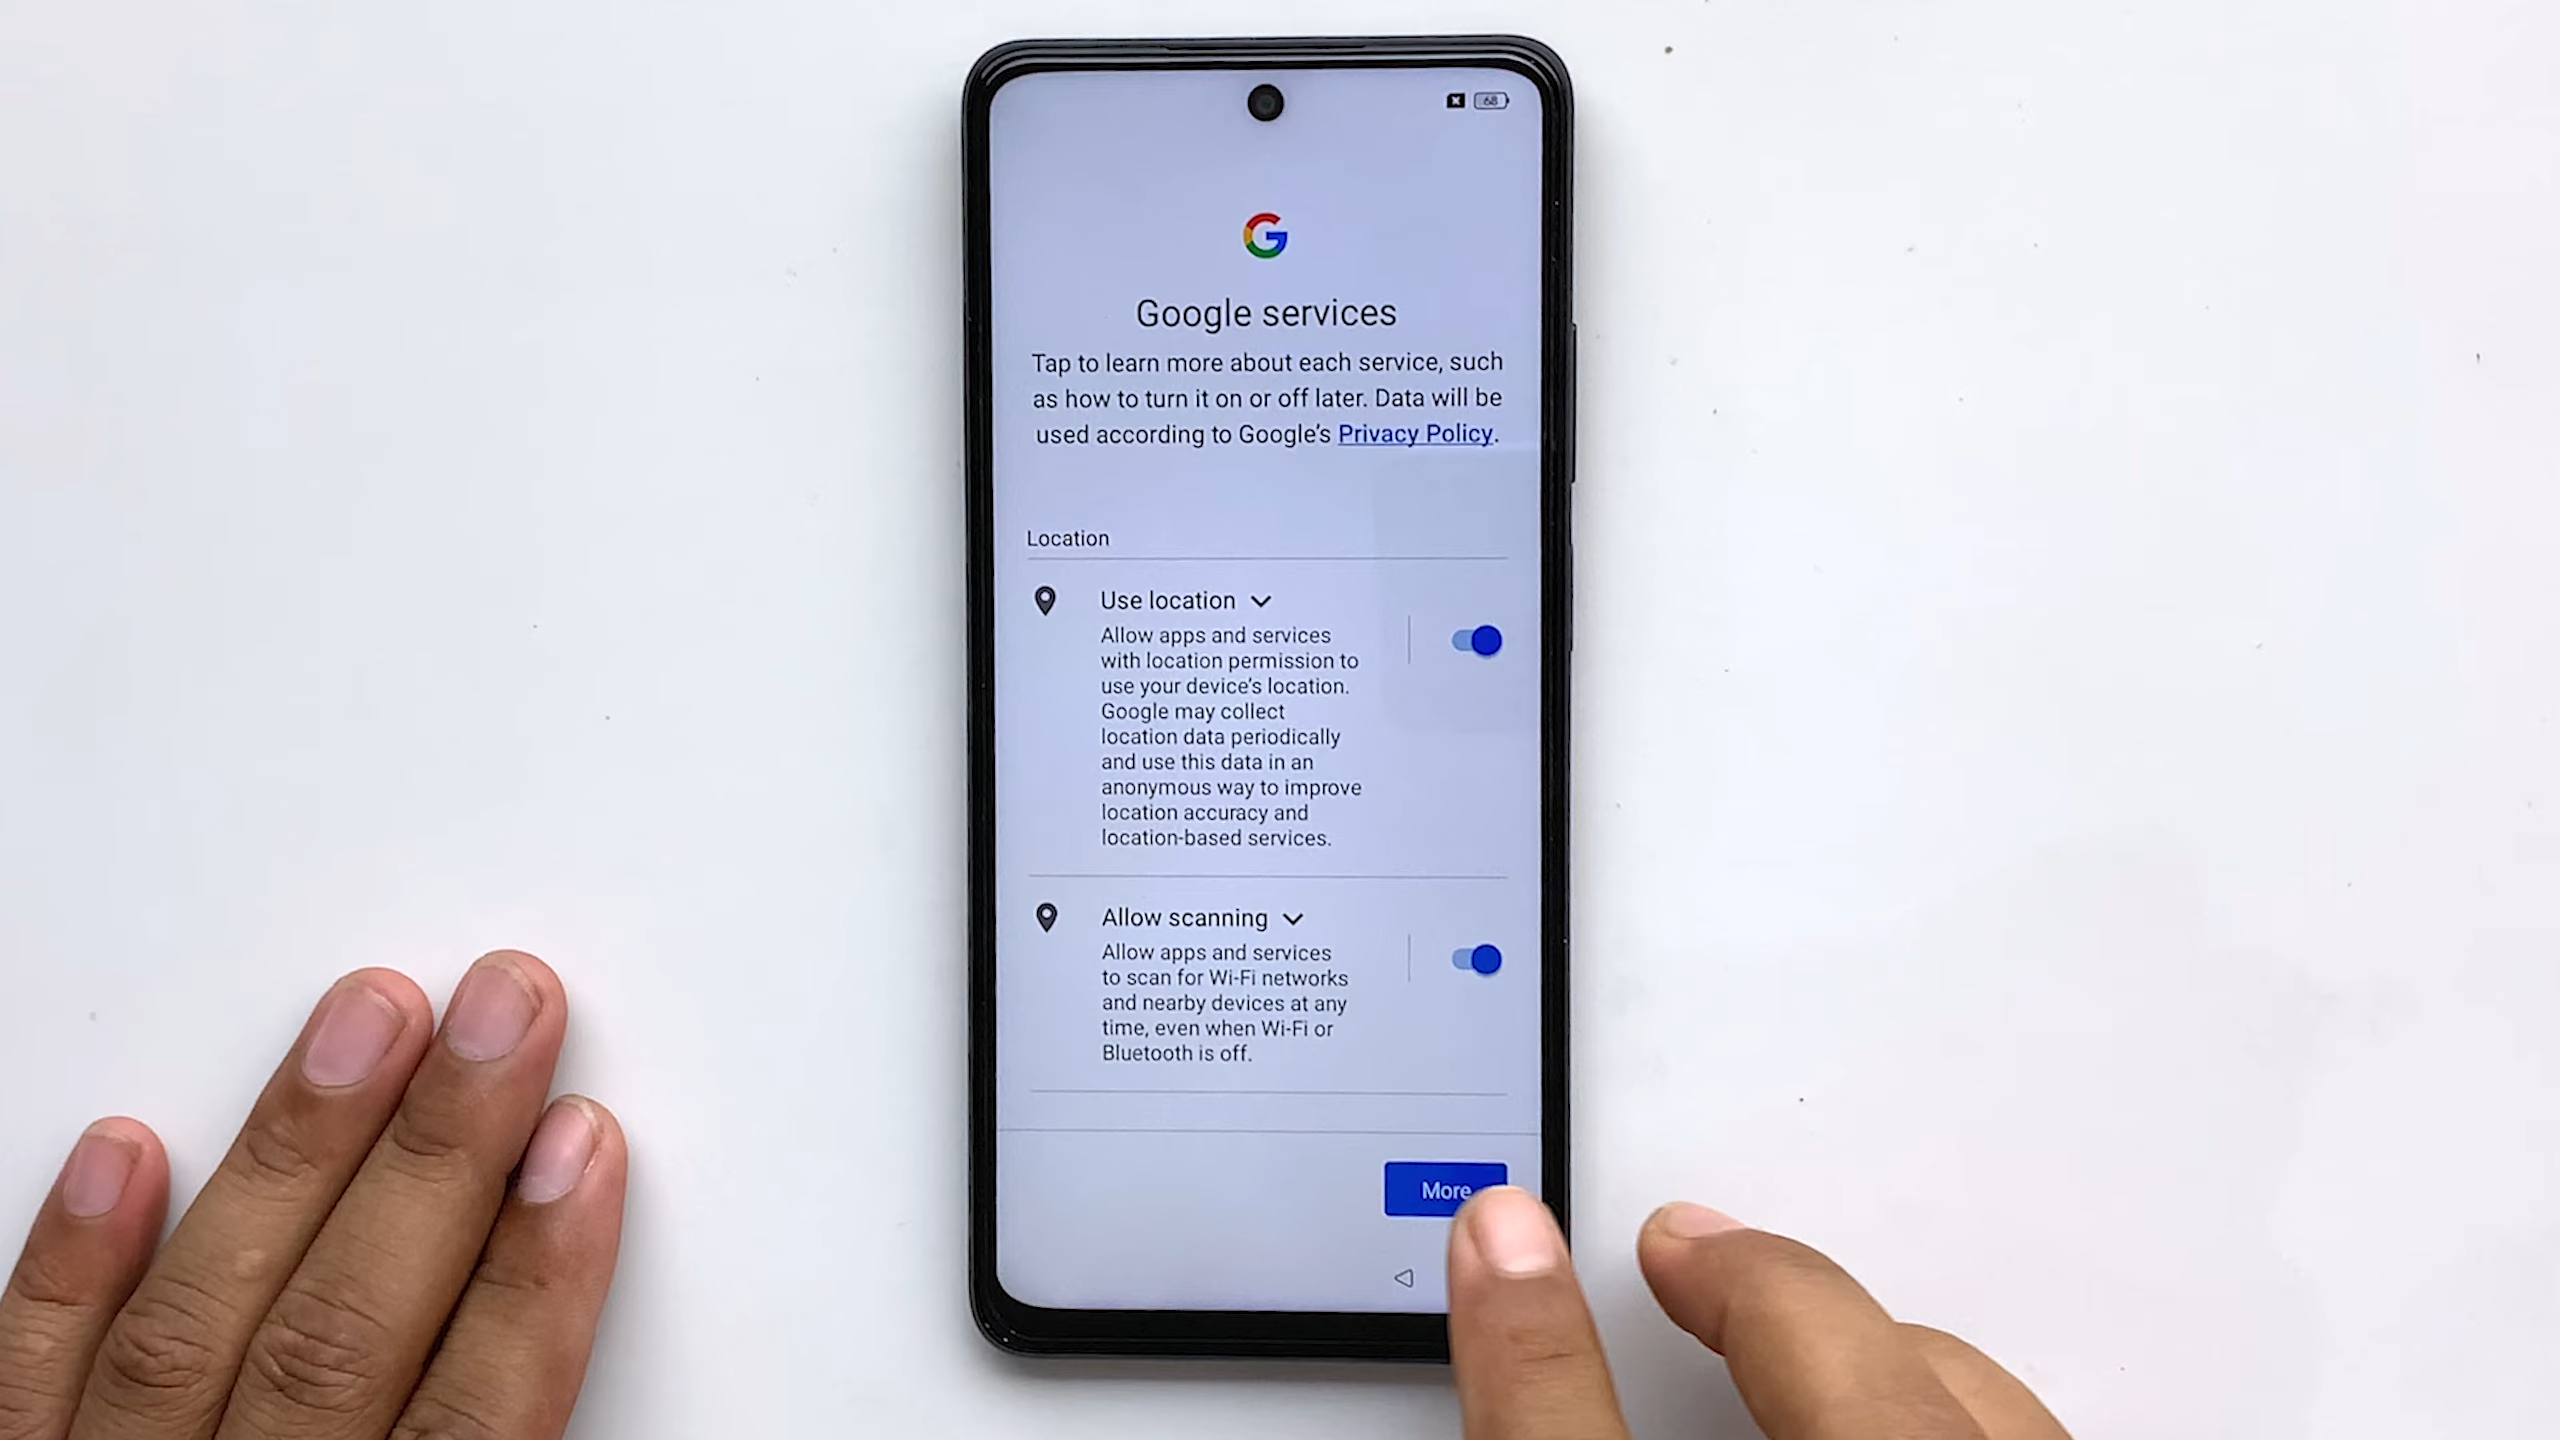 68
Google services
Tap to learn more about each service, such
as how to turn it on or off later. Data will be
used according to Google's Privacy Policy.
Location
Use location
Allow apps and services
with location permission to
use your device's location.
Google may collect
location data periodically
and use this data in an
anonymous way to improve
location accuracy and
location-based services.
Allow scanning
Allow apps and services
to scan for Wi-Fi networks
and nearby devices at any
time, even when Wi-Fi or
Bluetooth is off.
More